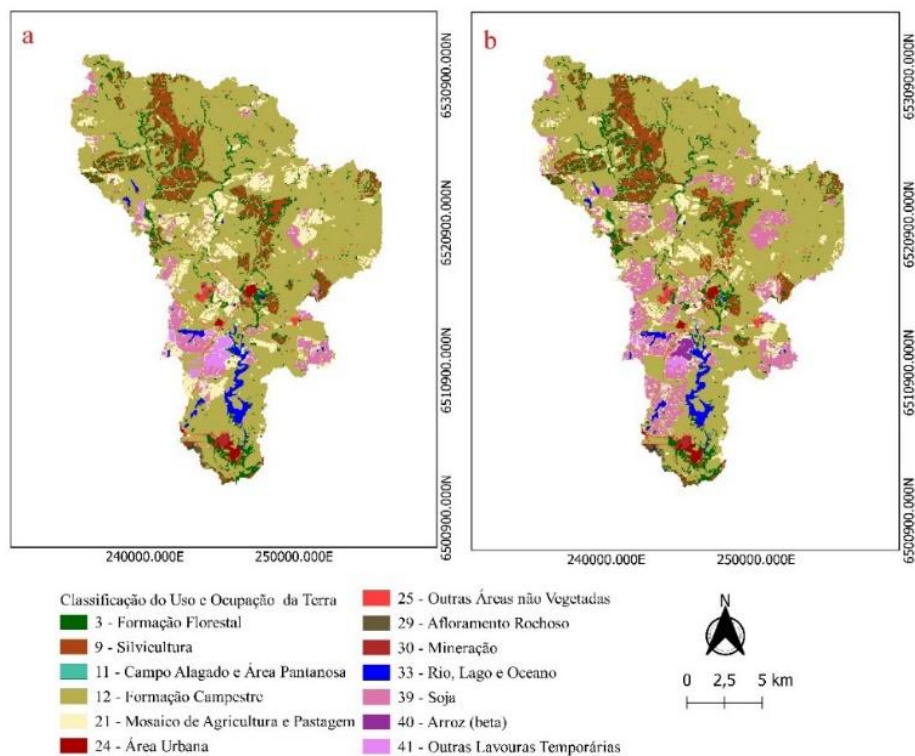 a
b
6530900.000N
6520900.000N
6510900.000N
6500900.000N
6530900.000N
6520900.000N
6510900.000N
6500900.000N
240000.000E
250000.000E
240000.000E
250000.000E
Classificação do Uso e Ocupação da Terra
3 - Formação Florestal
9 - Silvicultura
11 - Campo Alagado e Área Pantanosa
12 - Formação Campestre
21 - Mosaico de Agricultura e Pastagem
24 - Área Urbana
25 - Outras Áreas não Vegetadas
29 - Afloramento Rochoso
30 - Mineração
33 - Rio, Lago e Oceano
39 - Soja
40 - Arroz (beta)
41 - Outras Lavouras Temporárias
N
0 2,5 5 km